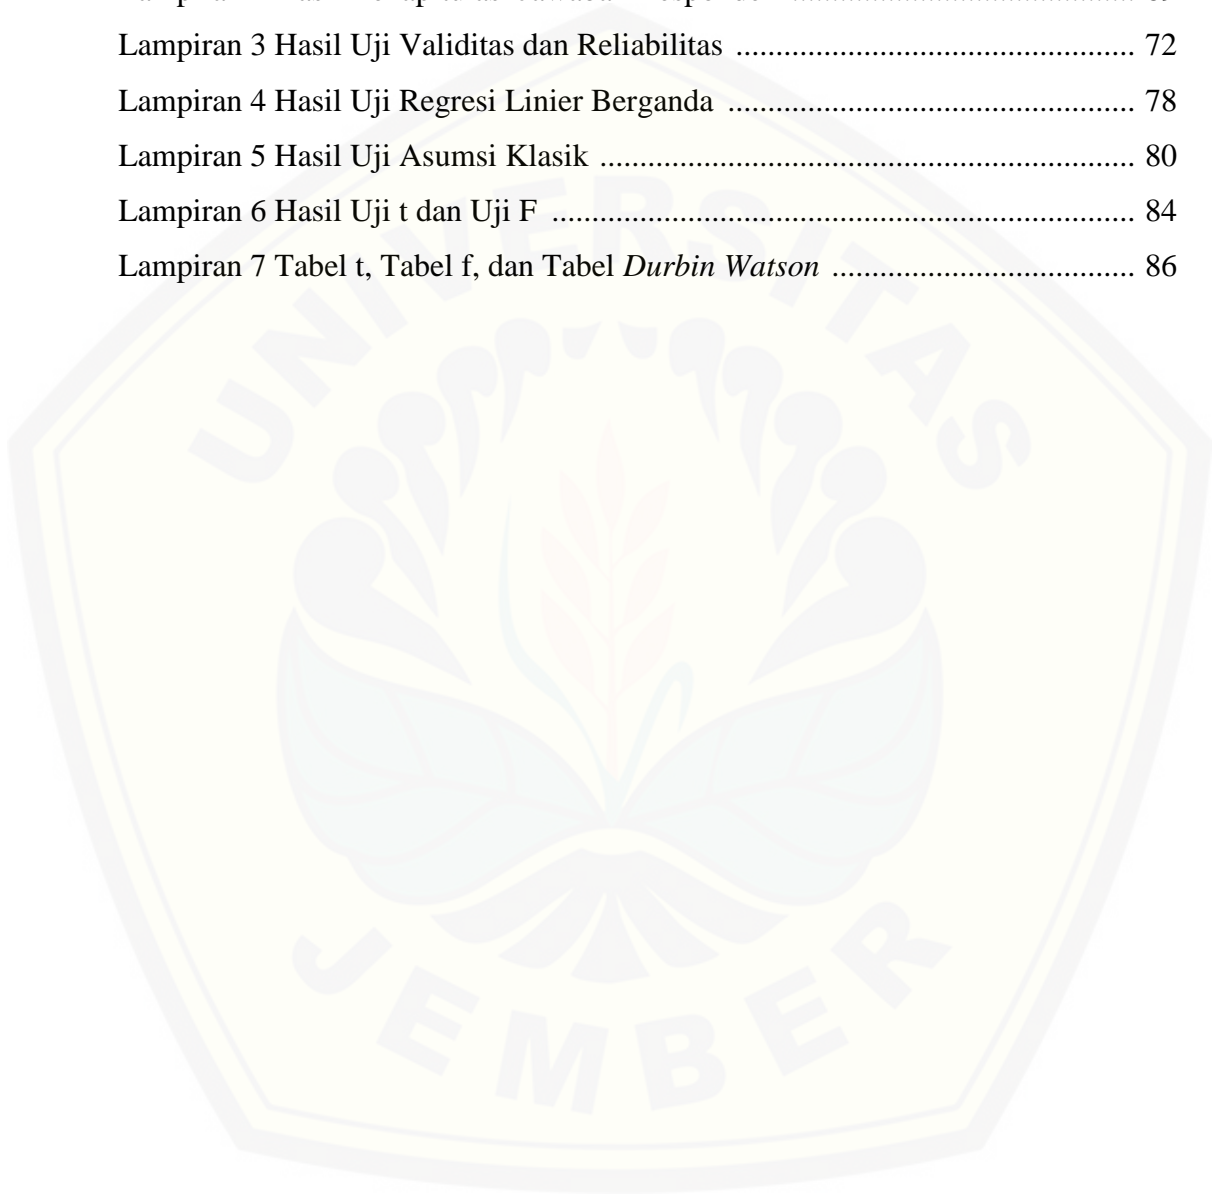 Lampiran 3 Hasil Uji Validitas dan Reliabilitas .................................................. 72
Lampiran 4 Hasil Uji Regresi Linier Berganda ................................................... 78
Lampiran 5 Hasil Uji Asumsi Klasik ................................................................... 80
Lampiran 6 Hasil Uji t dan Uji F ......................................................................... 84
Lampiran 7 Tabel t, Tabel f, dan Tabel Durbin Watson ...................................... 86
UNIVERSITAS
JEMBER